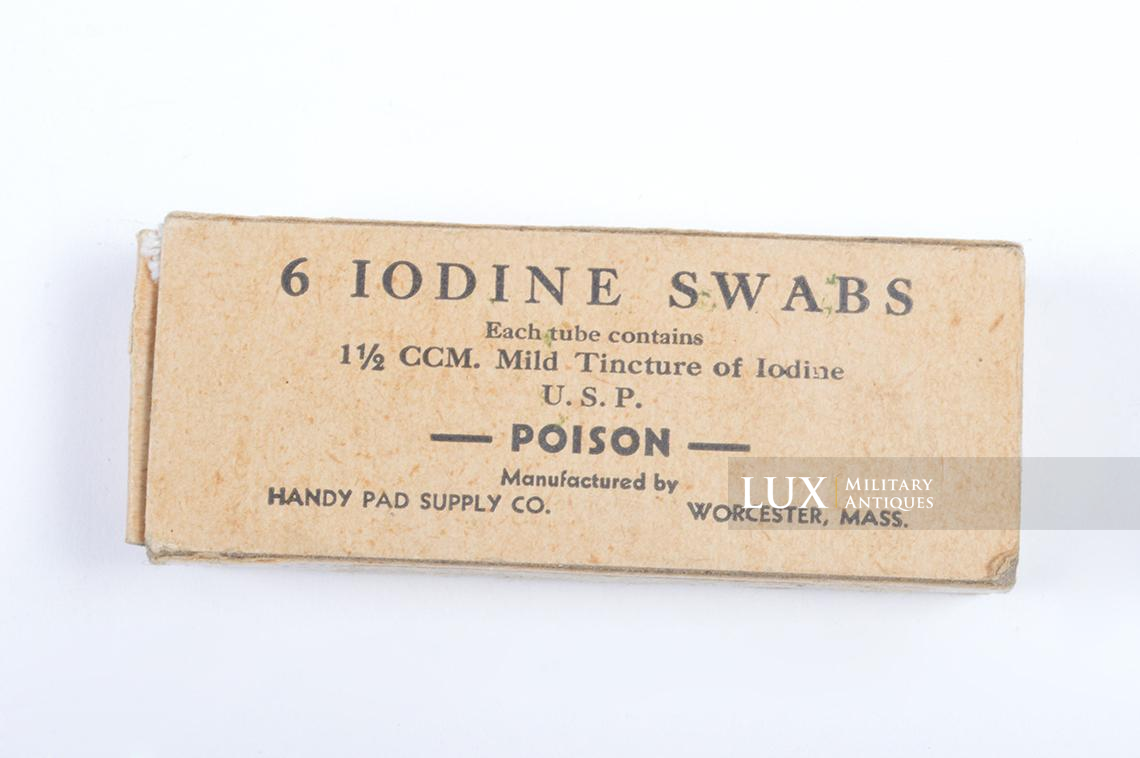 6 IODINE SWABS
Each tube contains
1½ CCM. Mild Tincture of Iodine
U. S. P.
— POISON —
Manufactured by
HANDY PAD SUPPLY CO. WORCESTER, MASS.
LUX MILITARY ANTIQUES